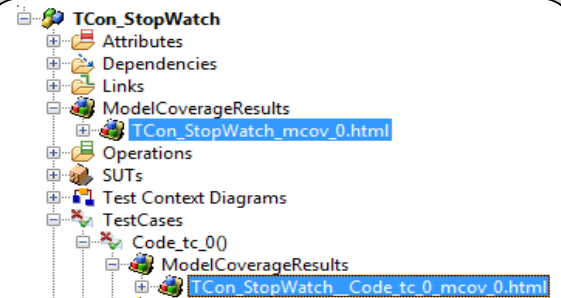 TCon_StopWatch
Attributes
Dependencies
Links
ModelCoverageResults
TCon_StopWatch_mcov_0.html
Operations
SUTs
Test Context Diagrams
TestCases
Code_tc_0()
ModelCoverageResults
TCon_StopWatch__Code_tc_0_mcov_0.html